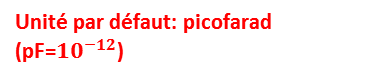 Unité par défaut: picofarad
(pF=10⁻¹²)